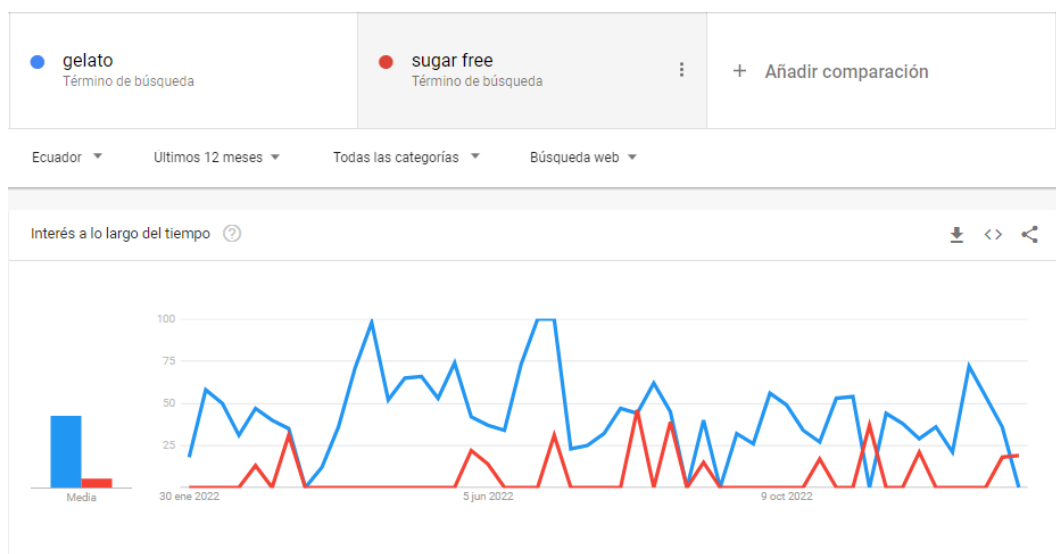 gelato
Término de búsqueda
sugar free
Término de búsqueda
+ Añadir comparación
Ecuador
Últimos 12 meses
Todas las categorías
Búsqueda web
Interés a lo largo del tiempo ?
100
75
50
25
Media
30 ene 2022
5 jun 2022
9 oct 2022